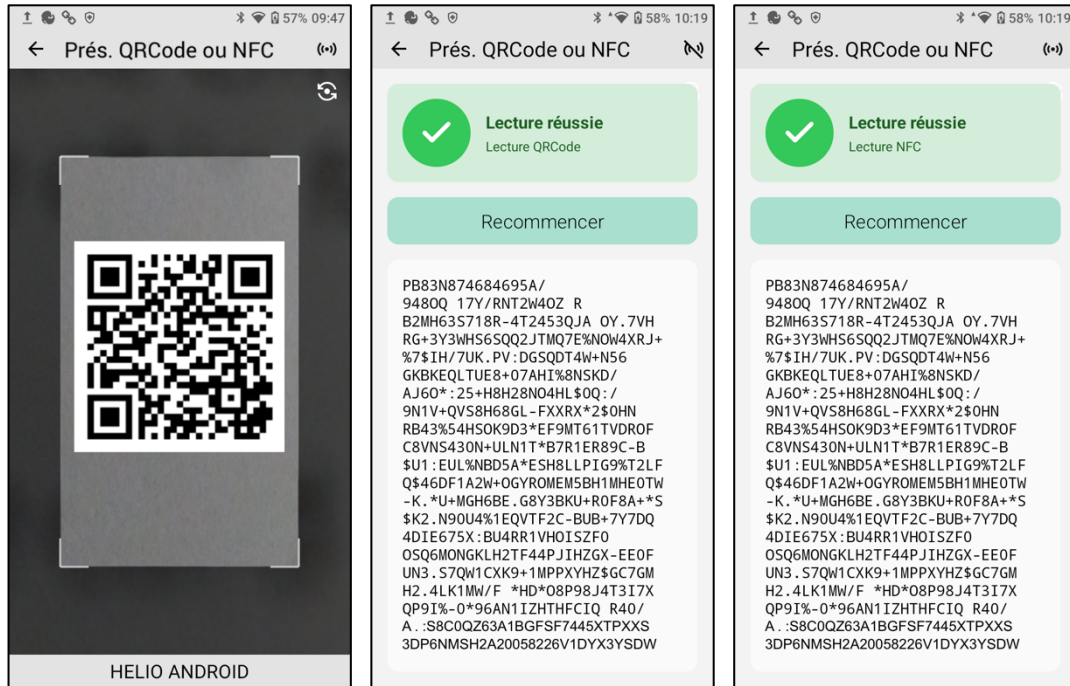 57% 09:47
Prés. QRCode ou NFC
HELIO ANDROID
58% 10:19
Prés. QRCode ou NFC
Lecture réussie
Lecture QRCode
Recommencer
PB83N874684695A/
9480Q 17Y/RNT2W4OZ R
B2MH63S718R-4T2453QJA OY.7VH
RG+3Y3WHS6SQQ2JTMQ7E%NOW4XRJ+
%7$IH/7UK.PV:DGSQDT4W+N56
GKBKEQLTUE8+07AHI%8NSKD/
AJ6O*:25+H8H28NO4HL$0Q:/
9N1V+QVS8H68GL-FXXRX*2$0HN
RB43%54HSOK9D3*EF9MT61TVDROF
C8VNS430N+ULN1T*B7R1ER89C-B
$U1:EUL%NBD5A*ESH8LLPIG9%T2LF
Q$46DF1A2W+OGYROMEM5BH1MHE0TW
-K.*U+MGH6BE.G8Y3BKU+R0F8A+*S
$K2.N90U4%1EQVTF2C-BUB+7Y7DQ
4DIE675X:BU4RR1VHOISZF0
OSQ6MONGKLH2TF44PJIHZGX-EE0F
UN3.S7QW1CXK9+1MPPXYHZ$GC7GM
H2.4LK1MW/F *HD*O8P98J4T3I7X
QP9I%-0*96AN1IZHTHFCIQ R40/
A.:S8C0QZ63A1BGFSF7445XTPXXS
3DP6NMSH2A20058226V1DYX3YSDW
58% 10:19
Prés. QRCode ou NFC
Lecture réussie
Lecture NFC
Recommencer
PB83N874684695A/
9480Q 17Y/RNT2W4OZ R
B2MH63S718R-4T2453QJA OY.7VH
RG+3Y3WHS6SQQ2JTMQ7E%NOW4XRJ+
%7$IH/7UK.PV:DGSQDT4W+N56
GKBKEQLTUE8+07AHI%8NSKD/
AJ6O*:25+H8H28NO4HL$0Q:/
9N1V+QVS8H68GL-FXXRX*2$0HN
RB43%54HSOK9D3*EF9MT61TVDROF
C8VNS430N+ULN1T*B7R1ER89C-B
$U1:EUL%NBD5A*ESH8LLPIG9%T2LF
Q$46DF1A2W+OGYROMEM5BH1MHE0TW
-K.*U+MGH6BE.G8Y3BKU+R0F8A+*S
$K2.N90U4%1EQVTF2C-BUB+7Y7DQ
4DIE675X:BU4RR1VHOISZF0
OSQ6MONGKLH2TF44PJIHZGX-EE0F
UN3.S7QW1CXK9+1MPPXYHZ$GC7GM
H2.4LK1MW/F *HD*O8P98J4T3I7X
QP9I%-0*96AN1IZHTHFCIQ R40/
A.:S8C0QZ63A1BGFSF7445XTPXXS
3DP6NMSH2A20058226V1DYX3YSDW